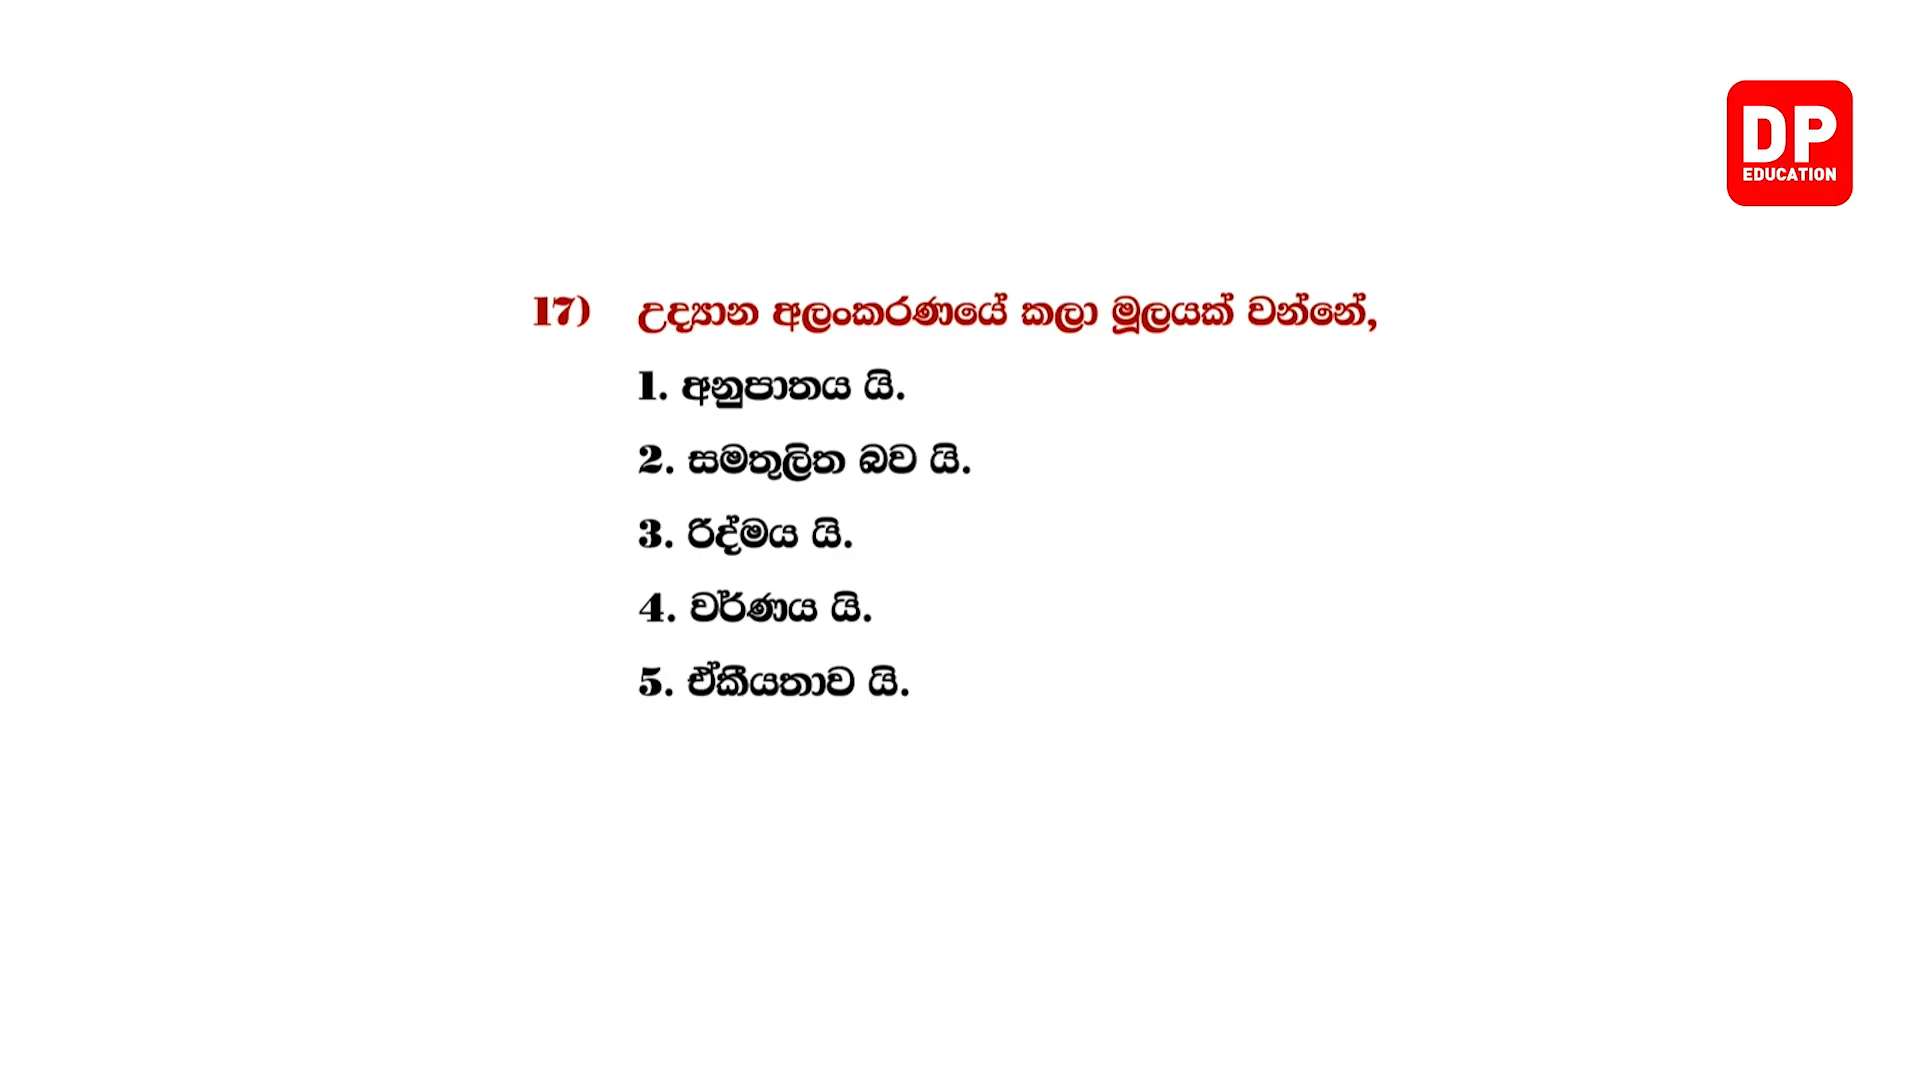 DP
EDUCATION
17) උද්‍යාන අලංකරණයේ කලා මූලයක් වන්නේ,
1. අනුපාතය යි.
2. සමතුලිත බව යි.
3. රිද්මය යි.
4. වර්ණය යි.
5. ඒකීයතාව යි.